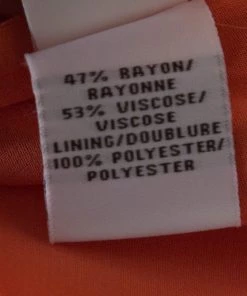 47% RAYON/
RAYONNE
53% VISCOSE/
VISCOSE
LINING/DOUBLURE
100% POLYESTER/
POLYESTER